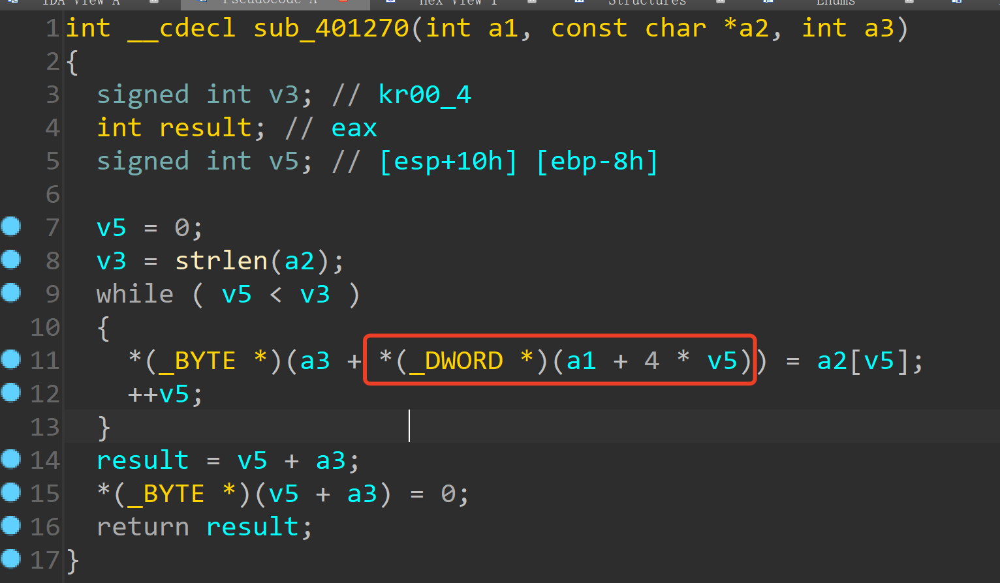 IDA View A Pseudocode A Hex View 1 Structures Enums
1 int __cdecl sub_401270(int a1, const char *a2, int a3)
2 {
3 signed int v3; // kr00_4
4 int result; // eax
5 signed int v5; // [esp+10h] [ebp-8h]
6
7 v5 = 0;
8 v3 = strlen(a2);
9 while ( v5 < v3 )
10 {
11 *(_BYTE *)(a3 + *(_DWORD *)(a1 + 4 * v5)) = a2[v5];
12 ++v5;
13 }
14 result = v5 + a3;
15 *(_BYTE *)(v5 + a3) = 0;
16 return result;
17 }